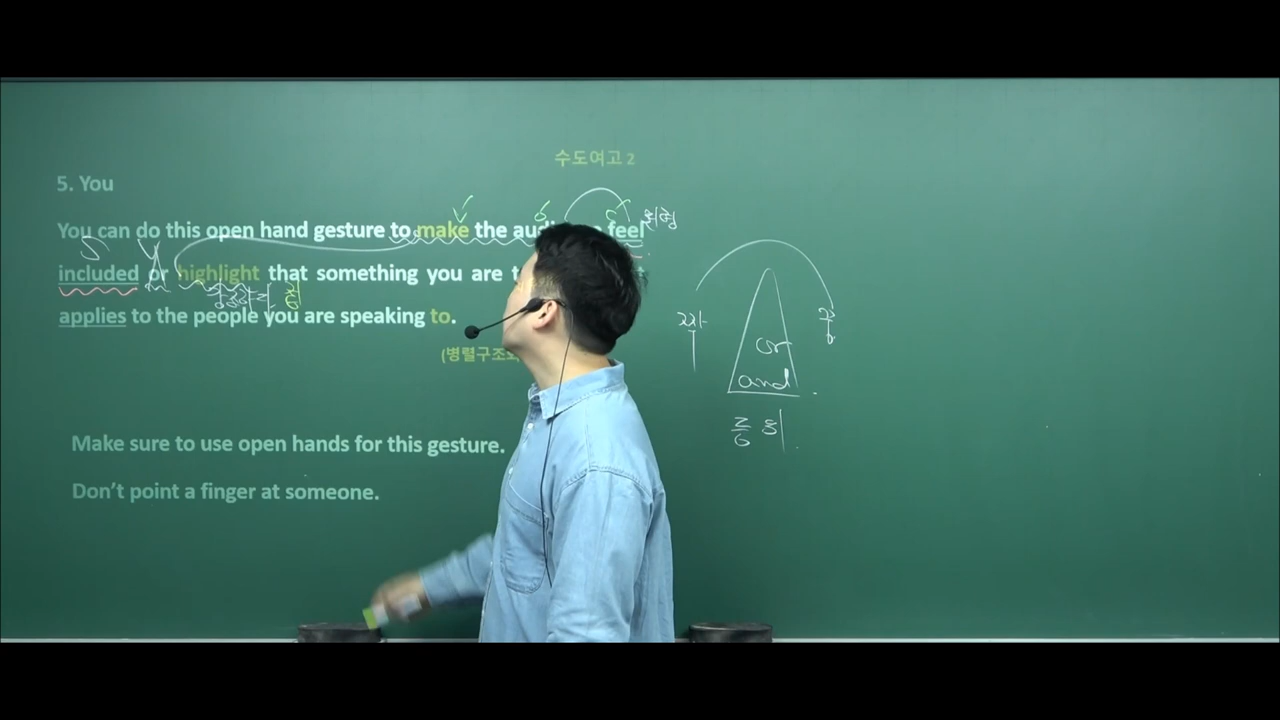 수도여고 2
5. You
You can do this open hand gesture to make the feel
included or highlight that something you are
applies to the people you are speaking to.
(병렬구조
or
and
Make sure to use open hands for this gesture.
Don’t point a finger at someone.